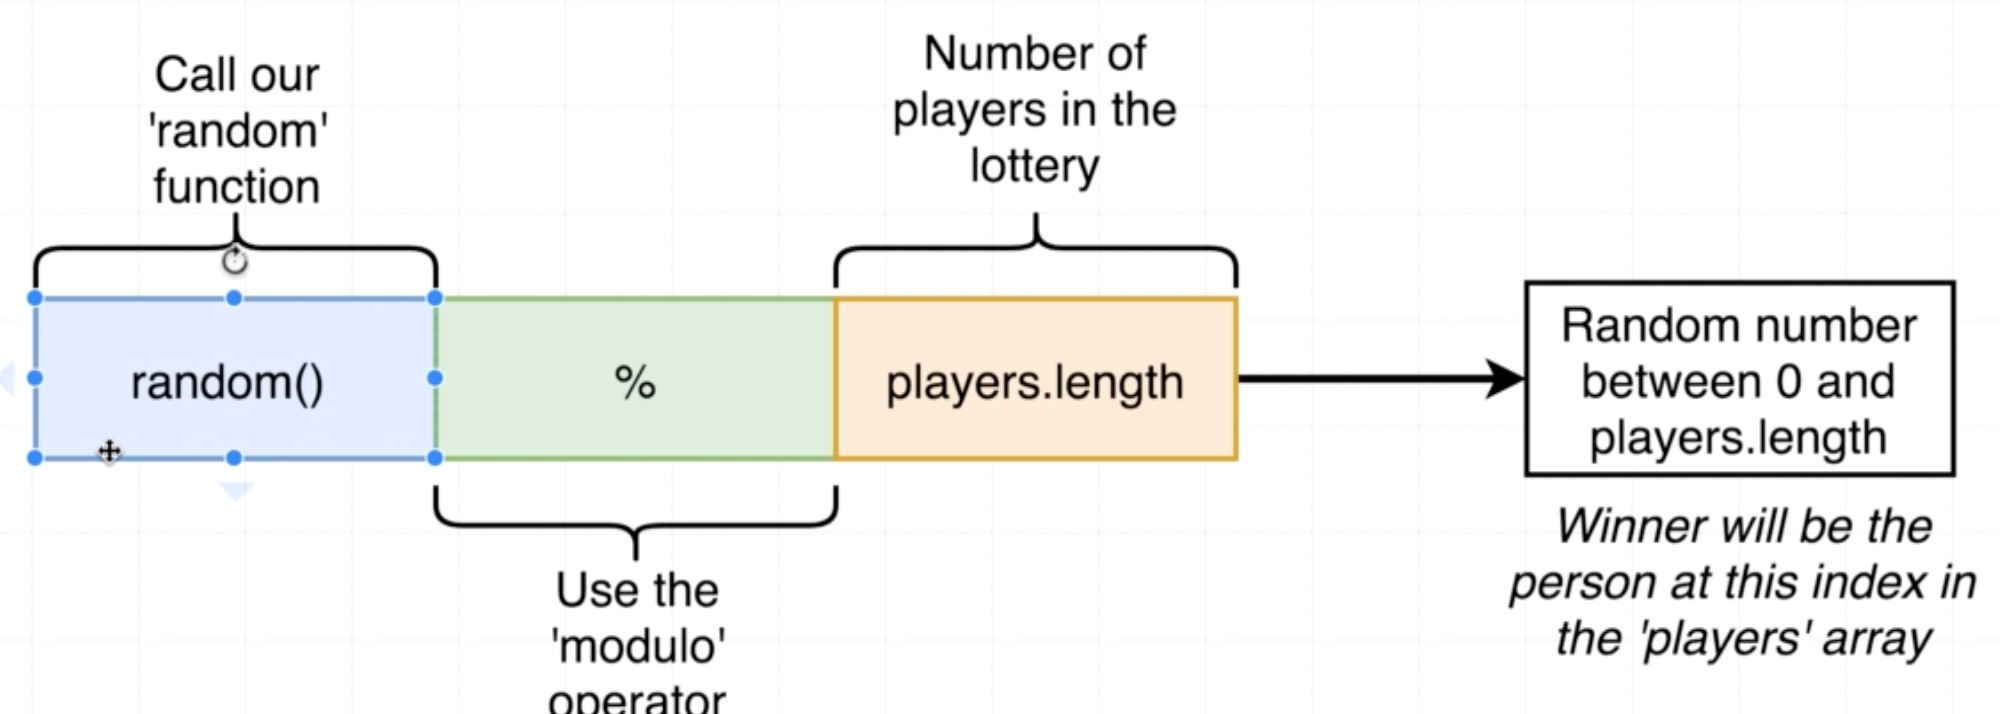 Call our
'random'
function
Number of
players in the
lottery
random()
%
players.length
Random number
between 0 and
players.length
Use the
'modulo'
operator
Winner will be the
person at this index in
the 'players' array